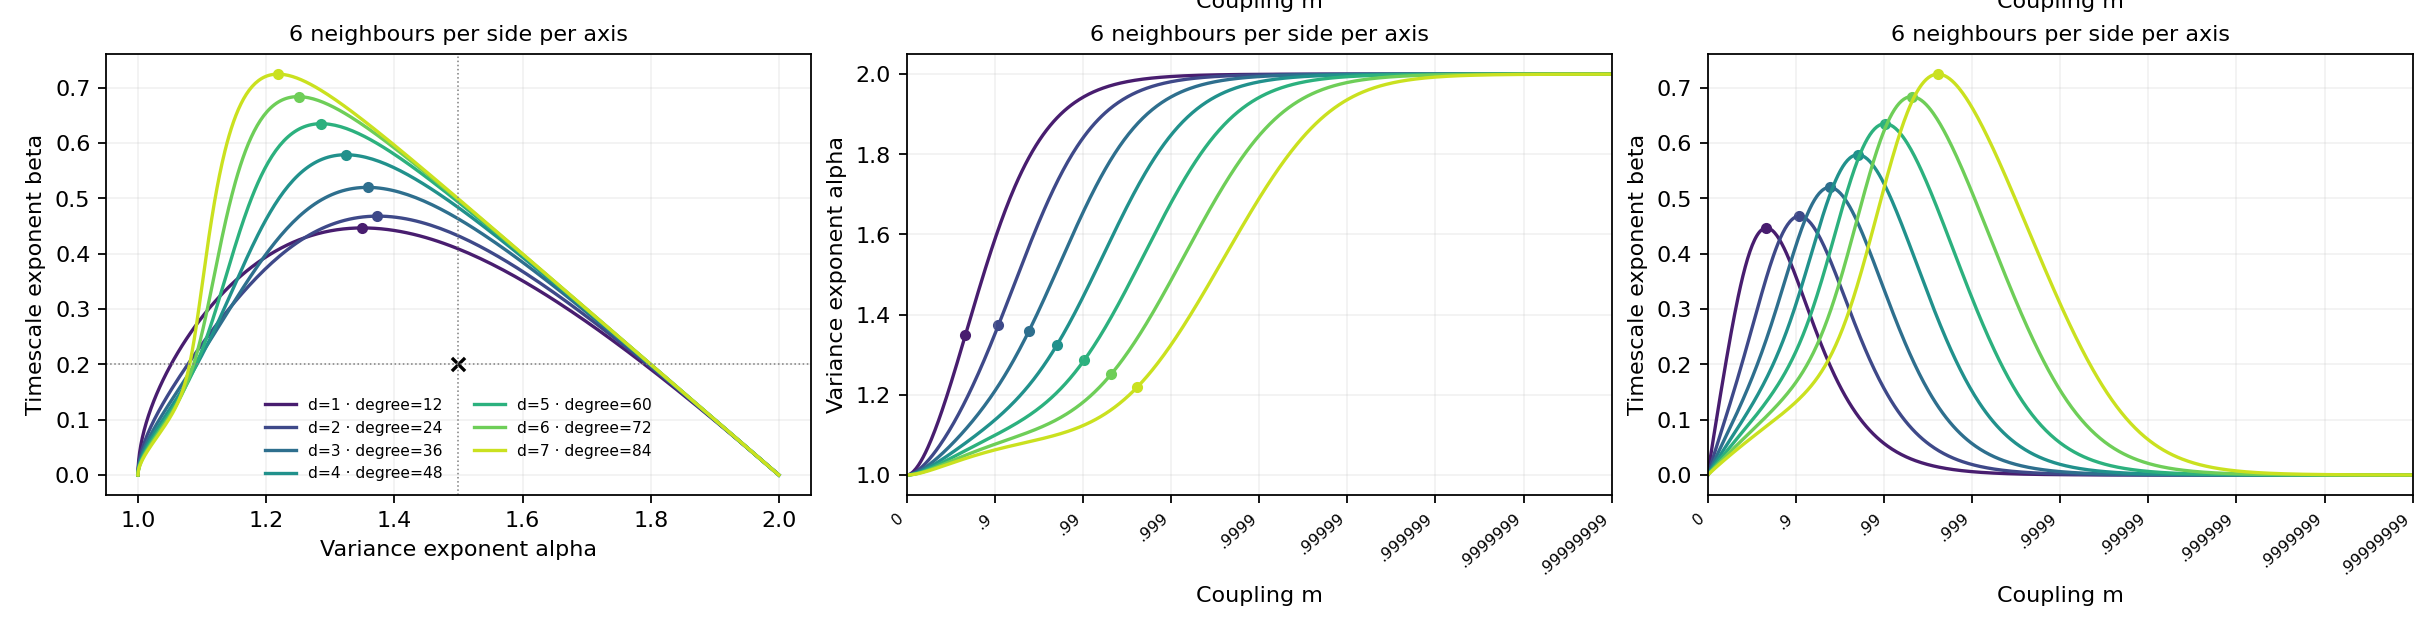 Coupling m
Coupling m
6 neighbours per side per axis
6 neighbours per side per axis
6 neighbours per side per axis
Timescale exponent beta
0.7
0.6
0.5
0.4
0.3
0.2
0.1
0.0
d=1 · degree=12
d=2 · degree=24
d=3 · degree=36
d=4 · degree=48
d=5 · degree=60
d=6 · degree=72
d=7 · degree=84
1.0 1.2 1.4 1.6 1.8 2.0
Variance exponent alpha
Variance exponent alpha
2.0
1.8
1.6
1.4
1.2
1.0
0 .9 .99 .999 .9999 .99999 .999999 .9999999 .99999999
Coupling m
Timescale exponent beta
0.7
0.6
0.5
0.4
0.3
0.2
0.1
0.0
0 .9 .99 .999 .9999 .99999 .999999 .9999999 .99999999
Coupling m